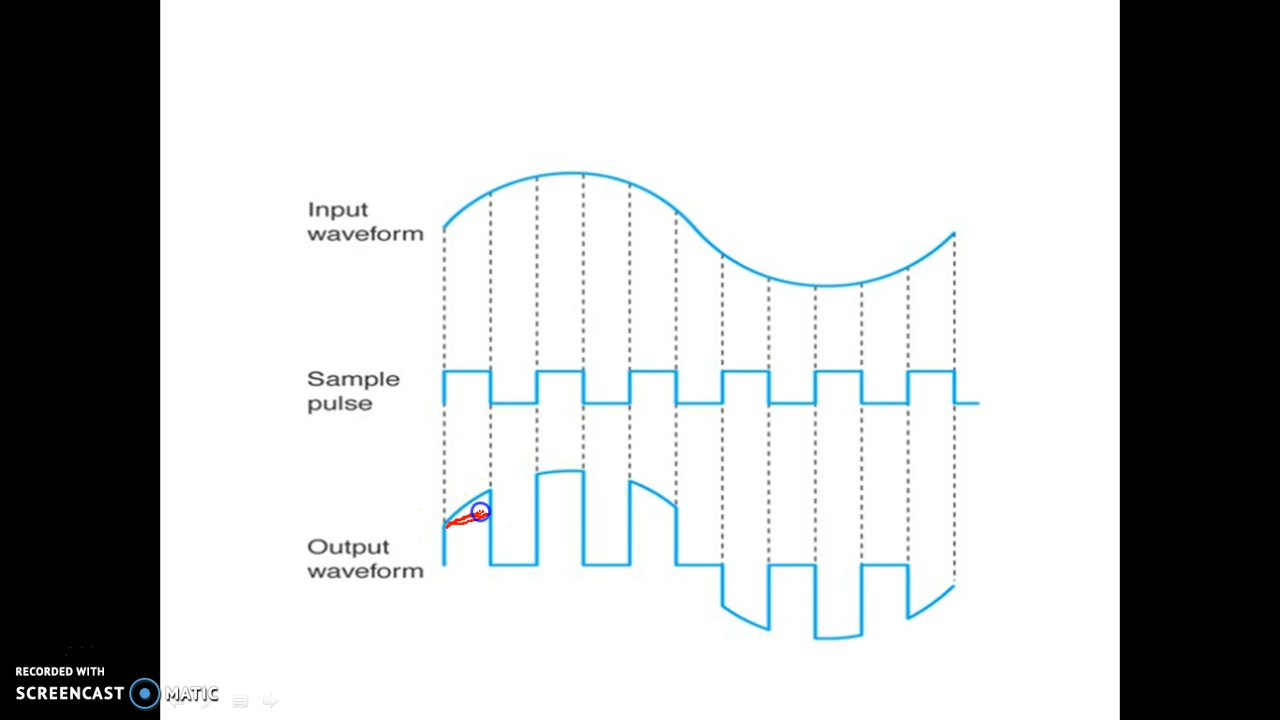 Input
waveform
Sample
pulse
Output
waveform
RECORDED WITH
SCREENCAST MATIC